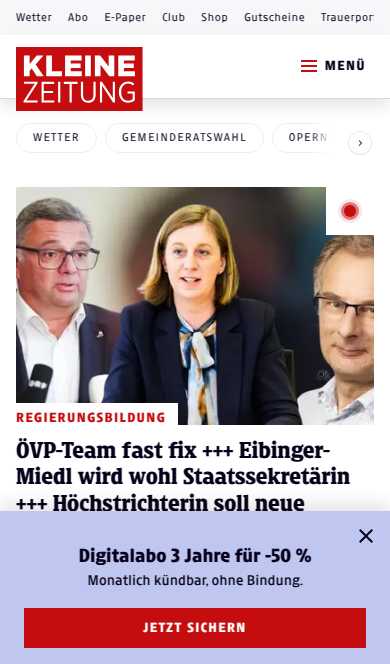 Wetter Abo E-Paper Club Shop Gutscheine Trauerpor
KLEINE
ZEITUNG
MENÜ
WETTER GEMEINDERATSWAHL OPERN
REGIERUNGSBILDUNG
ÖVP-Team fast fix +++ Eibinger-
Miedl wird wohl Staatssekretärin
+++ Höchstrichterin soll neue
Digitalabo 3 Jahre für -50 %
Monatlich kündbar, ohne Bindung.
JETZT SICHERN